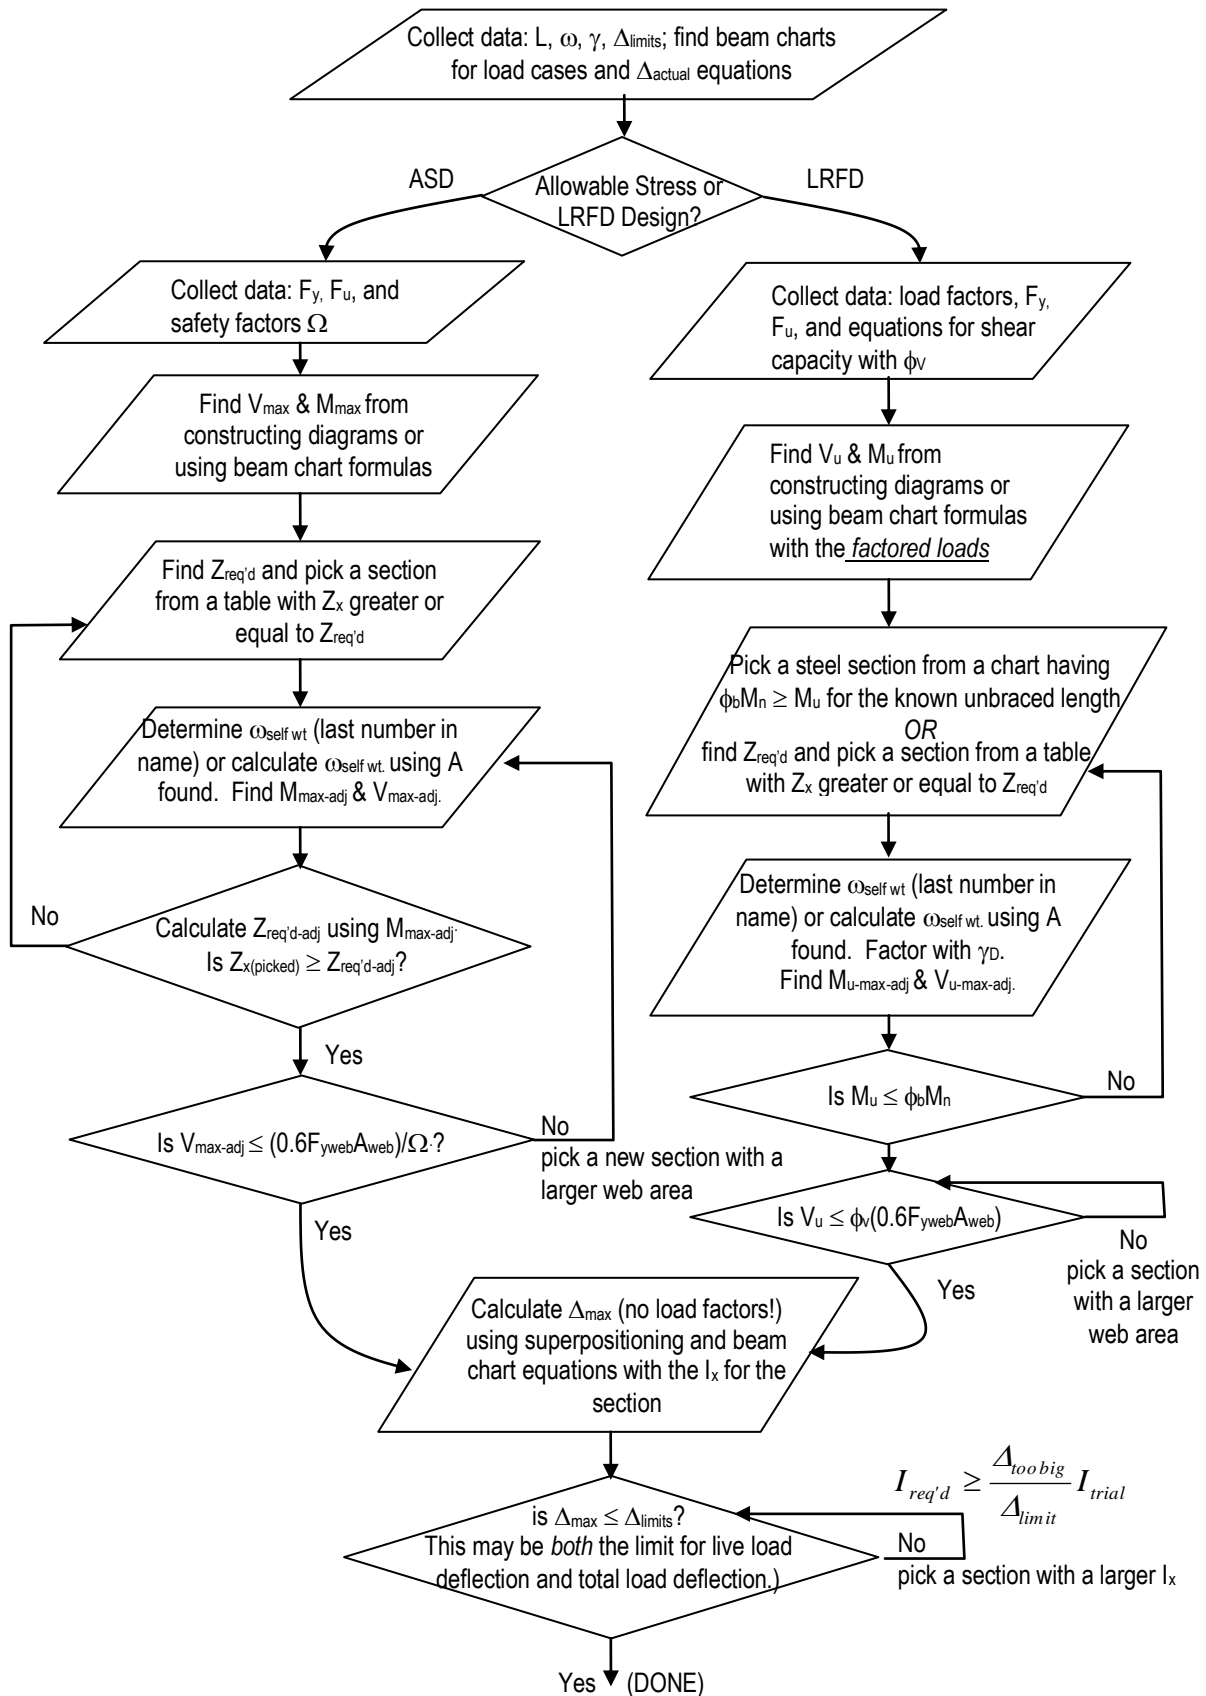 Collect data: L, ω, γ, Δlimits; find beam charts
for load cases and Δactual equations
ASD
Allowable Stress or
LRFD Design?
LRFD
Collect data: Fy, Fu, and
safety factors Ω
Find Vmax & Mmax from
constructing diagrams or
using beam chart formulas
Find Zreq'd and pick a section
from a table with Zx greater or
equal to Zreq'd
Determine ωself wt (last number in
name) or calculate ωself wt. using A
found. Find Mmax-adj & Vmax-adj.
No
Calculate Zreq'd-adj using Mmax-adj.
Is Zx(picked) ≥ Zreq'd-adj?
Yes
Is Vmax-adj ≤ (0.6FywebAweb)/Ω.?
No
pick a new section with a
larger web area
Yes
Collect data: load factors, Fy,
Fu, and equations for shear
capacity with ϕV
Find Vu & Mu from
constructing diagrams or
using beam chart formulas
with the factored loads
Pick a steel section from a chart having
ϕbMn ≥ Mu for the known unbraced length
OR
find Zreq'd and pick a section from a table
with Zx greater or equal to Zreq'd
Determine ωself wt (last number in
name) or calculate ωself wt. using A
found. Factor with γD.
Find Mu-max-adj & Vu-max-adj.
Is Mu ≤ ϕbMn
No
Is Vu ≤ ϕv(0.6FywebAweb)
No
pick a section
with a larger
web area
Yes
Calculate Δmax (no load factors!)
using superpositioning and beam
chart equations with the Ix for the
section
is Δmax ≤ Δlimits?
This may be both the limit for live load
deflection and total load deflection.)
Ireq'd ≥ Δtoo big / Δlimit Itrial
No
pick a section with a larger Ix
Yes (DONE)